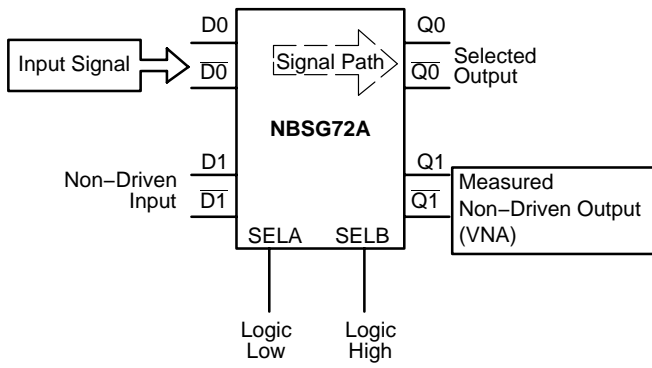 D0
Q0
Input Signal
D0
Signal Path
Q0
Selected
Output
NBSG72A
D1
Q1
Non−Driven
Input
D1
Q1
Measured
Non−Driven Output
(VNA)
SELA
SELB
Logic
Low
Logic
High